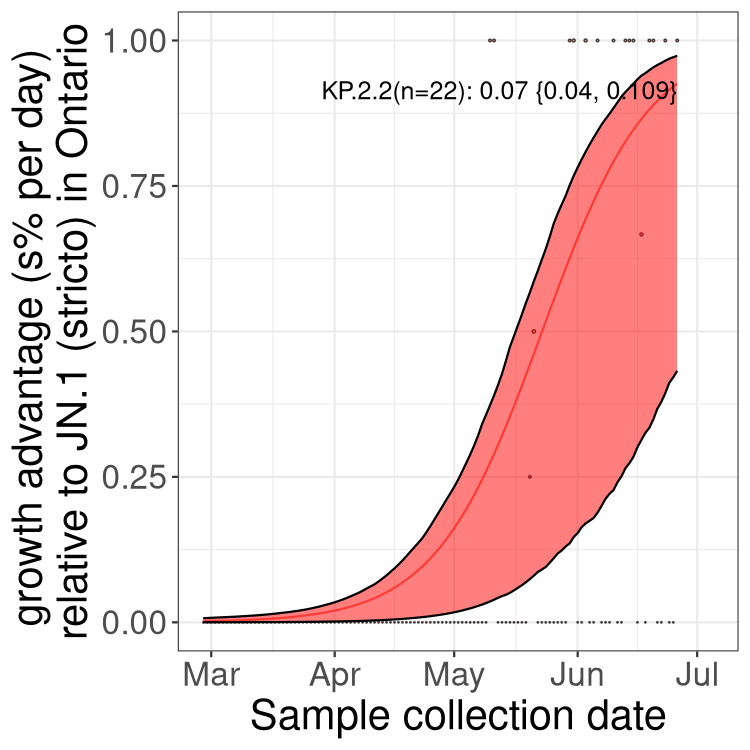 growth advantage (s% per day)
relative to JN.1 (stricto) in Ontario
1.00
0.75
0.50
0.25
0.00
KP.2.2(n=22): 0.07 {0.04, 0.109}
Mar Apr May Jun Jul
Sample collection date